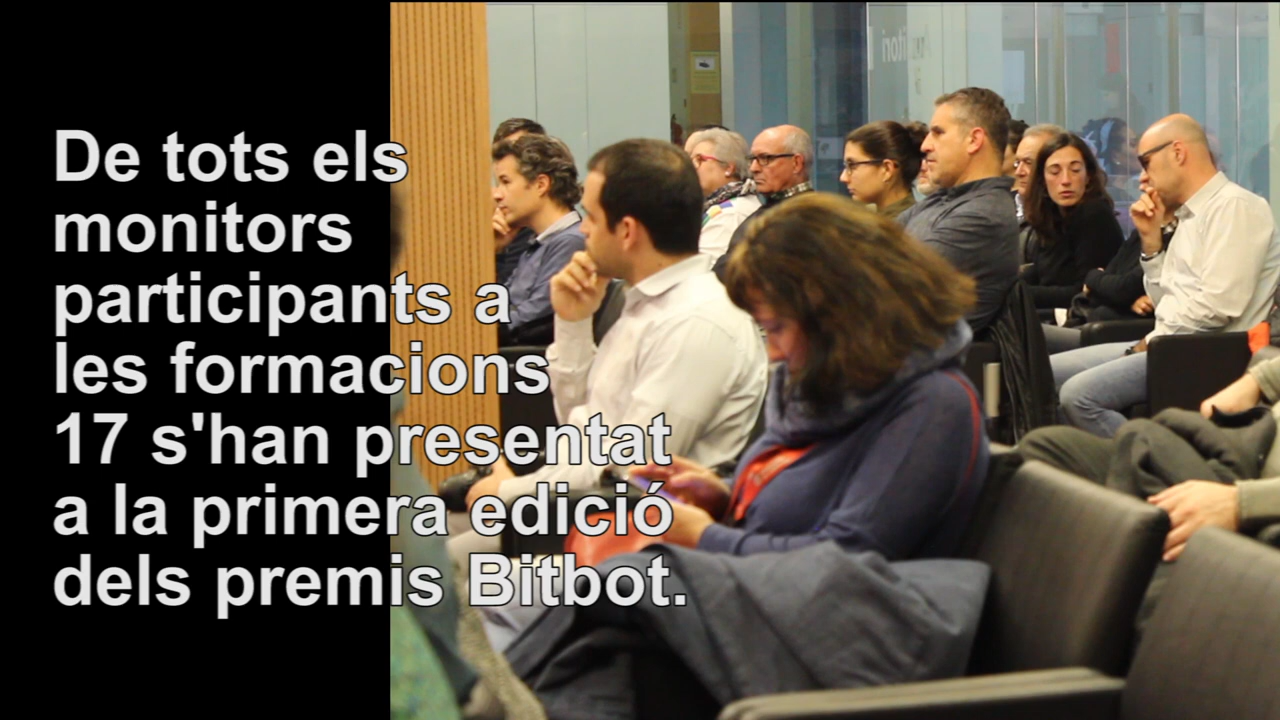 De tots els
monitors
participants a
les formacions
17 s'han presentat
a la primera edició
dels premis Bitbot.